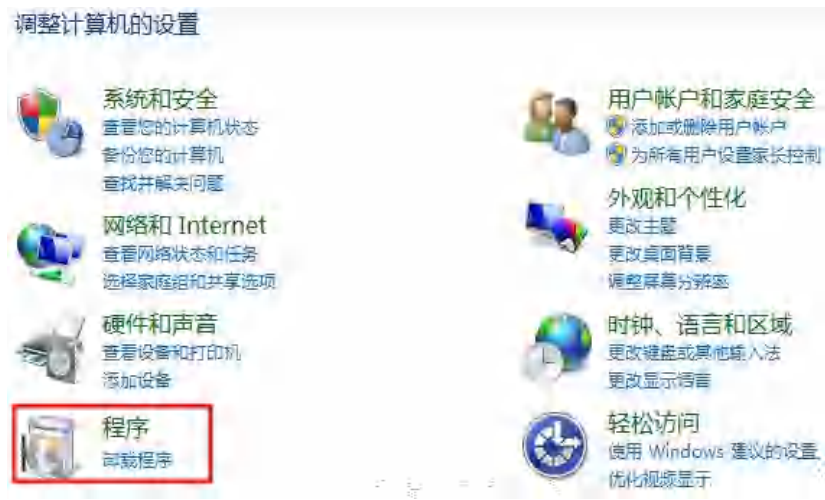 调整计算机的设置
系统和安全
查看您的计算机状态
备份您的计算机
查找并解决问题
网络和 Internet
查看网络状态和任务
选择家庭组和共享选项
硬件和声音
查看设备和打印机
添加设备
程序
卸载程序
用户帐户和家庭安全
添加或删除用户帐户
为所有用户设置家长控制
外观和个性化
更改主题
更改桌面背景
调整屏幕分辨率
时钟、语言和区域
更改键盘或其他输入法
更改显示语言
轻松访问
使用 Windows 建议的设置
优化视频显示